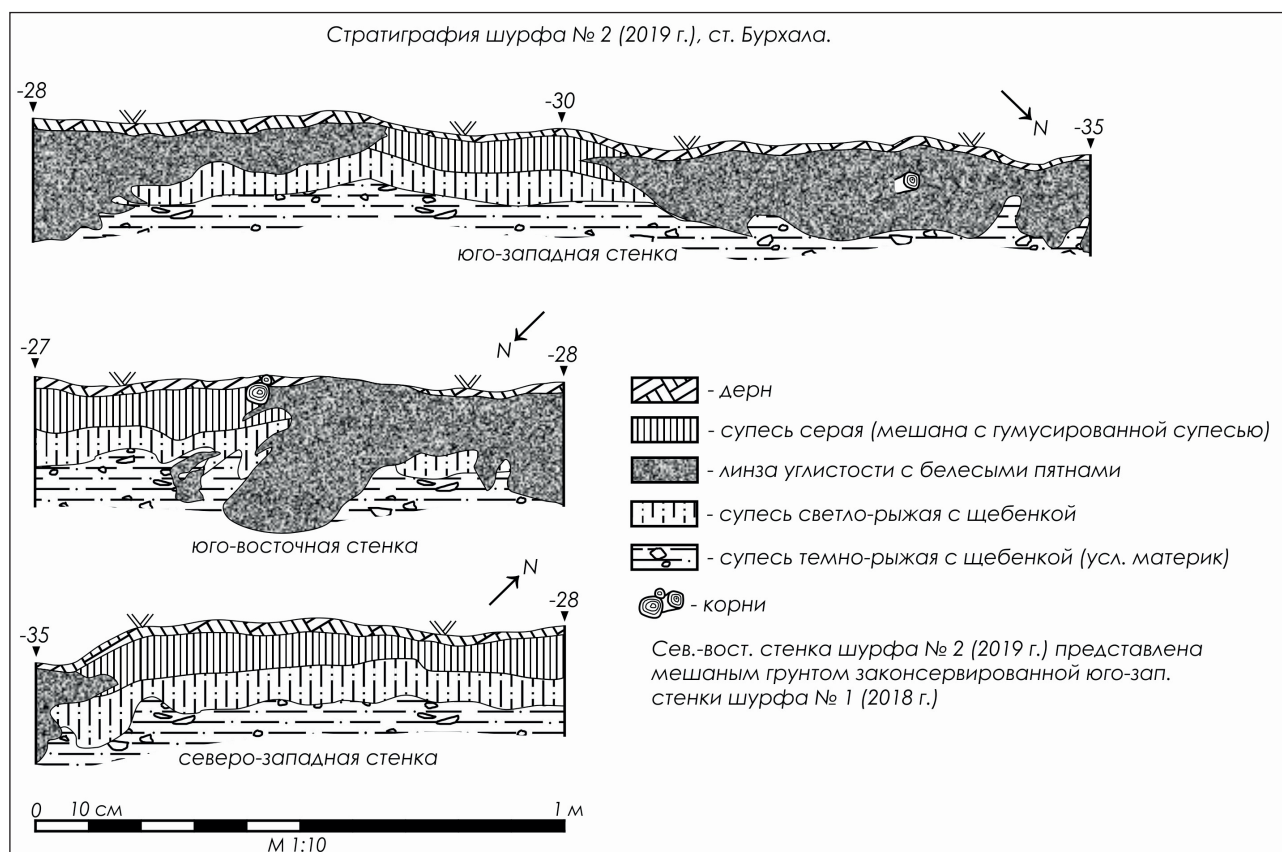 Стратиграфия шурфа № 2 (2019 г.), ст. Бурхала.
-28
-30
N
-35
юго-западная стенка
-27
N
-28
юго-восточная стенка
- дерн
- супесь серая (мешана с гумусированной супесью)
- линза углистости с белесыми пятнами
- супесь светло-рыжая с щебенкой
- супесь темно-рыжая с щебенкой (усл. материк)
- корни
Сев.-вост. стенка шурфа № 2 (2019 г.) представлена
мешаным грунтом законсервированной юго-зап.
стенки шурфа № 1 (2018 г.)
-35
N
-28
северо-западная стенка
0 10 см 1 м
М 1:10